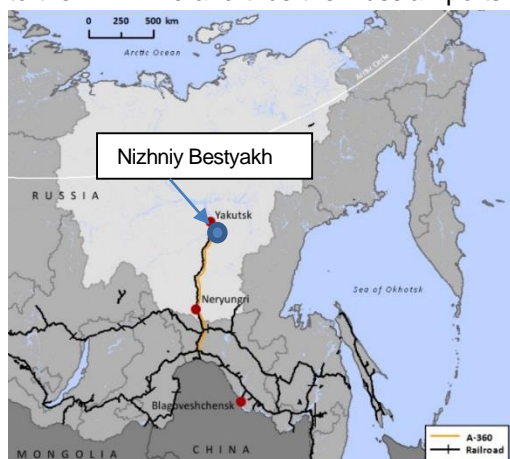 0 250 500 km
Arctic Ocean
Arctic Circle
Nizhniy Bestyakh
RUSSIA
Yakutsk
Neryungri
Sea of Okhotsk
Blagoveshchensk
A-360
Railroad
MONGOLIA
CHINA